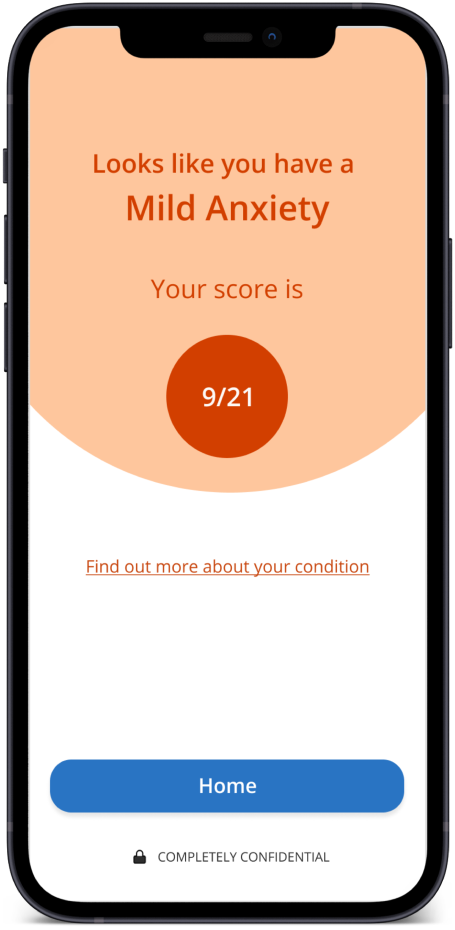 Looks like you have a
Mild Anxiety
Your score is
9/21
Find out more about your condition
Home
COMPLETELY CONFIDENTIAL